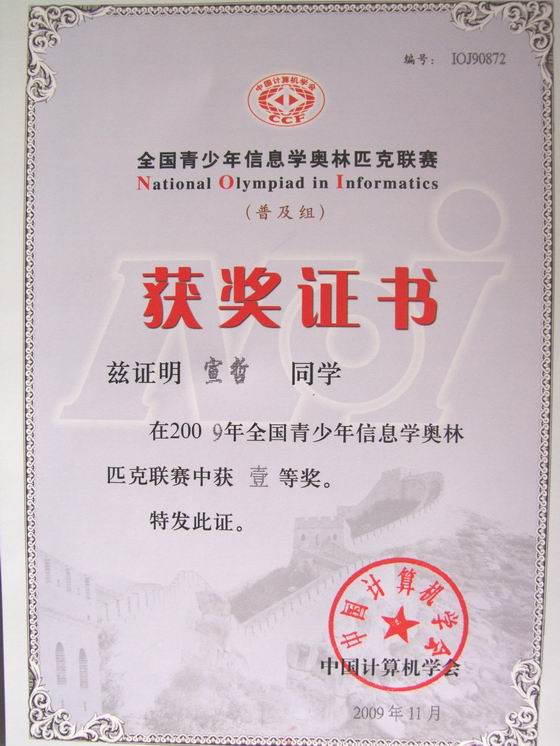 编号： IOJ90872
中国计算机学会
CCF
全国青少年信息学奥林匹克联赛
National Olympiad in Informatics
（普及组）
获奖证书
兹证明 宣哲 同学
在2009年全国青少年信息学奥林
匹克联赛中获 壹 等奖。
特发此证。
中国计算机学会
中国计算机学会
2009年11月